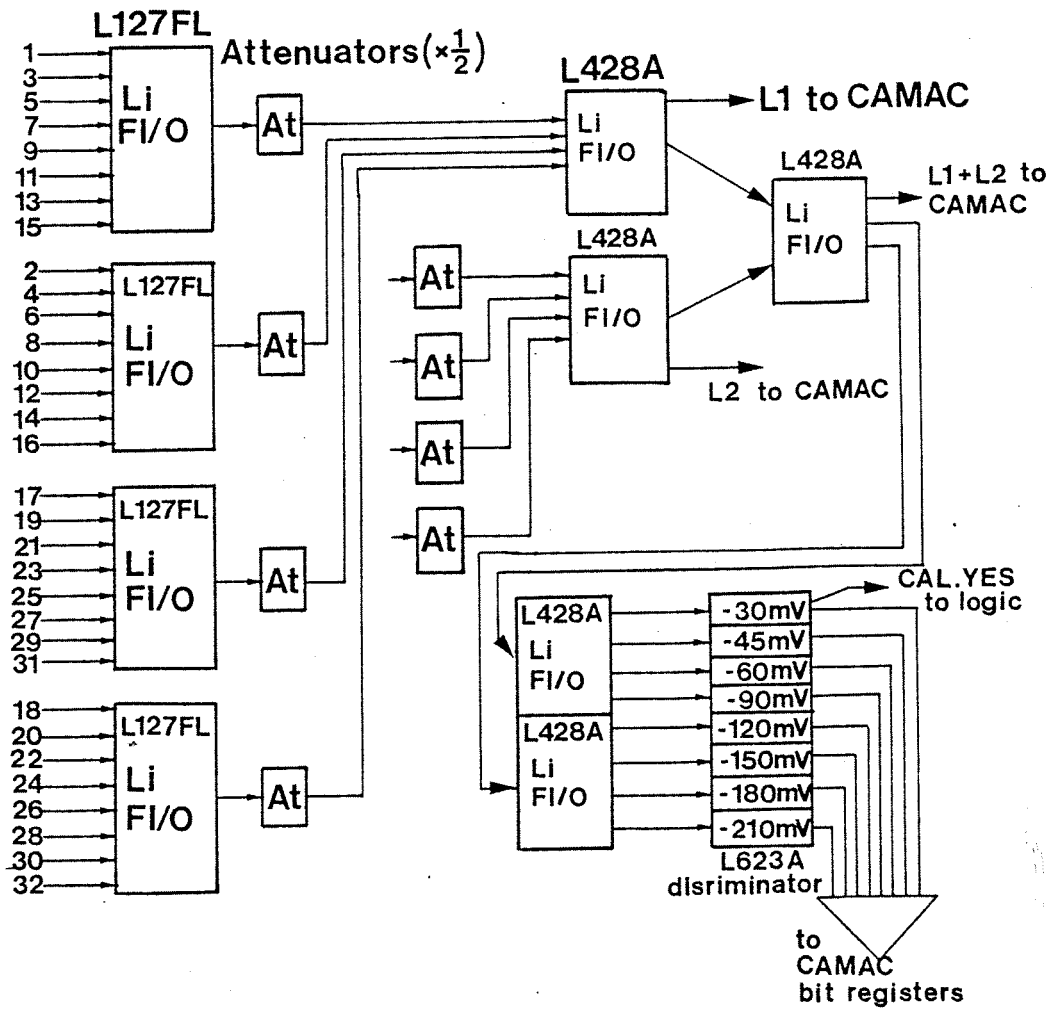 L127FL
Attenuators(×1/2)
1
3
5
7
9
11
13
15
Li
FI/O
At
L428A
Li
FI/O
L1 to CAMAC
L428A
Li
FI/O
L1+L2 to
CAMAC
2
4
6
8
10
12
14
16
L127FL
Li
FI/O
At
At
At
At
At
L428A
Li
FI/O
L2 to CAMAC
17
19
21
23
25
27
29
31
L127FL
Li
FI/O
At
18
20
22
24
26
28
30
32
L127FL
Li
FI/O
At
L428A
Li
FI/O
L428A
Li
FI/O
-30mV
-45mV
-60mV
-90mV
-120mV
-150mV
-180mV
-210mV
CAL.YES
to logic
L623A
disriminator
to
CAMAC
bit registers